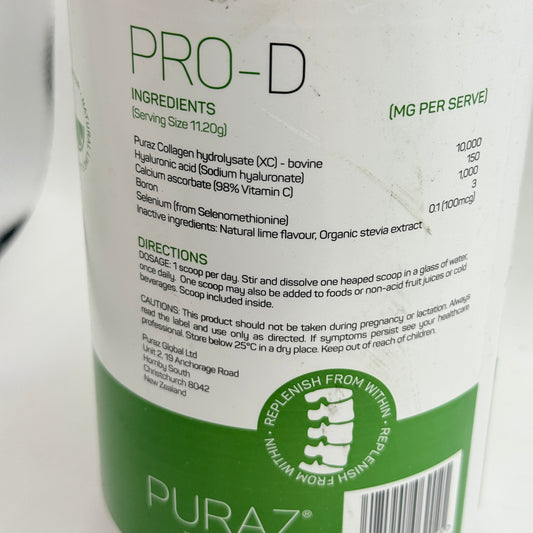 PRO-D
INGREDIENTS (MG PER SERVE)
(Serving Size 11.20g)
Puraz Collagen hydrolysate (XC) - bovine 10,000
Hyaluronic acid (Sodium hyaluronate) 150
Calcium ascorbate (98% Vitamin C) 1,000
Boron 3
Selenium (from Selenomethionine) 0.1 (100mcg)
Inactive ingredients: Natural lime flavour, Organic stevia extract
DIRECTIONS
DOSAGE: 1 scoop per day. Stir and dissolve one heaped scoop in a glass of water,
once daily. One scoop may also be added to foods or non-acid fruit juices or cold
beverages. Scoop included inside.
CAUTIONS: This product should not be taken during pregnancy or lactation. Always
read the label and use only as directed. If symptoms persist see your healthcare
professional. Store below 25°C in a dry place. Keep out of reach of children.
Puraz Global Ltd
Unit 2, 19 Anchorage Road
Hornby South
Christchurch 8042
New Zealand
REPLENISH FROM WITHIN · REPLENISH FROM WITHIN ·
PURAZ®